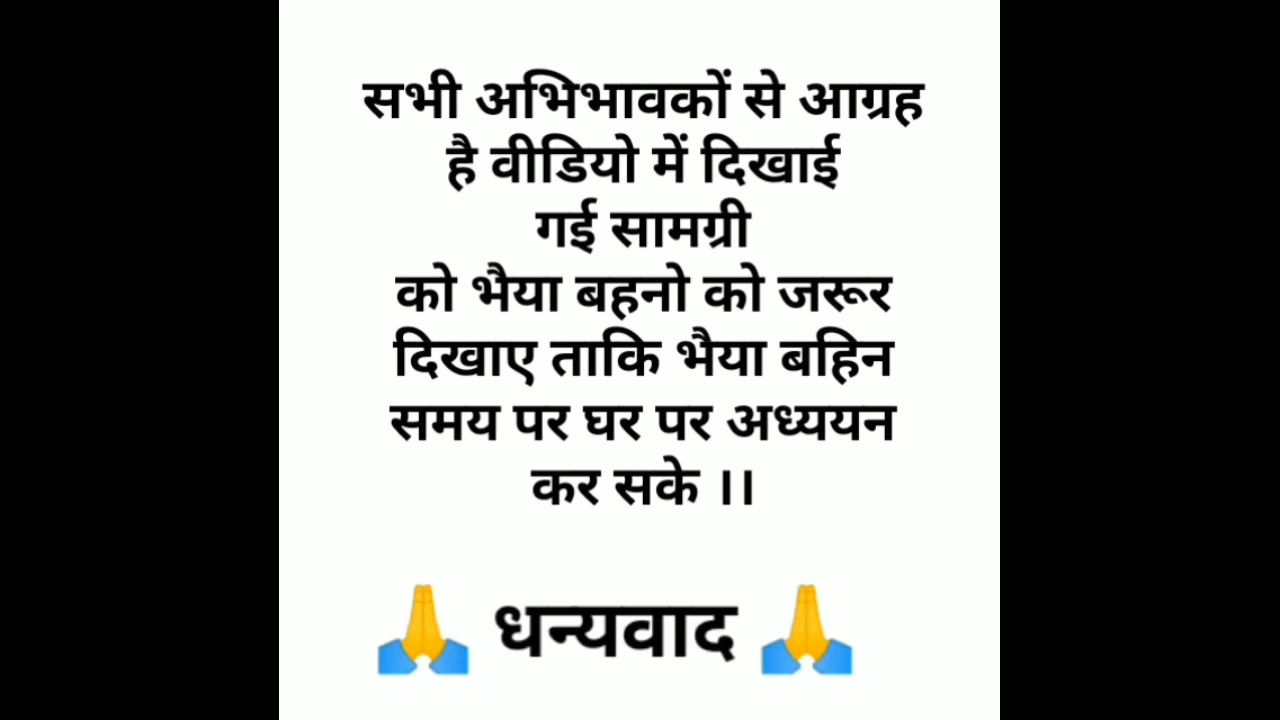 सभी अभिभावकों से आग्रह
है वीडियो में दिखाई
गई सामग्री
को भैया बहनो को जरूर
दिखाए ताकि भैया बहिन
समय पर घर पर अध्ययन
कर सके ।।
🙏 धन्यवाद 🙏